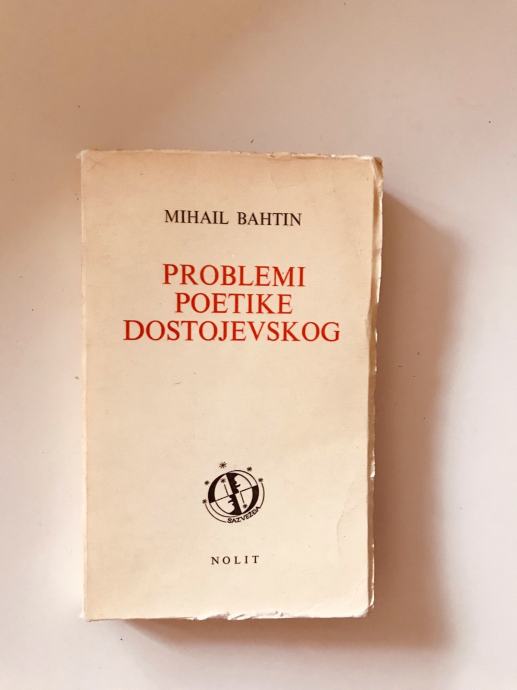 MIHAIL BAHTIN
PROBLEMI
POETIKE
DOSTOJEVSKOG
SAZVEŽĐA
NOLIT